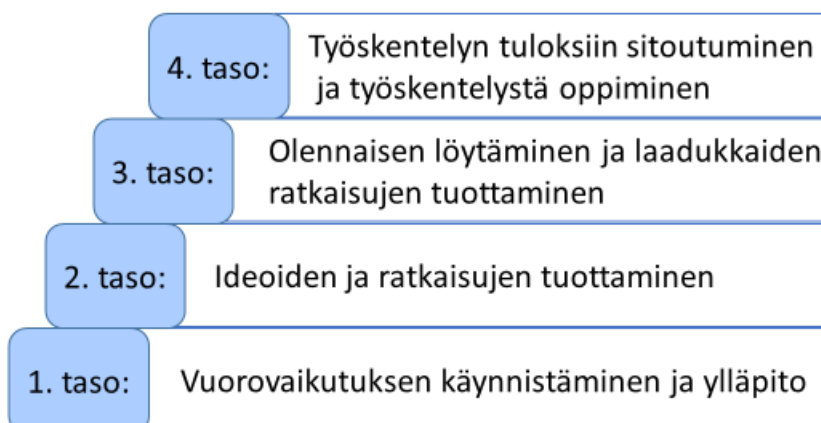 4. taso:
Työskentelyn tuloksiin sitoutuminen
ja työskentelystä oppiminen
3. taso:
Olennaisen löytäminen ja laadukkaiden
ratkaisujen tuottaminen
2. taso:
Ideoiden ja ratkaisujen tuottaminen
1. taso:
Vuorovaikutuksen käynnistäminen ja ylläpito